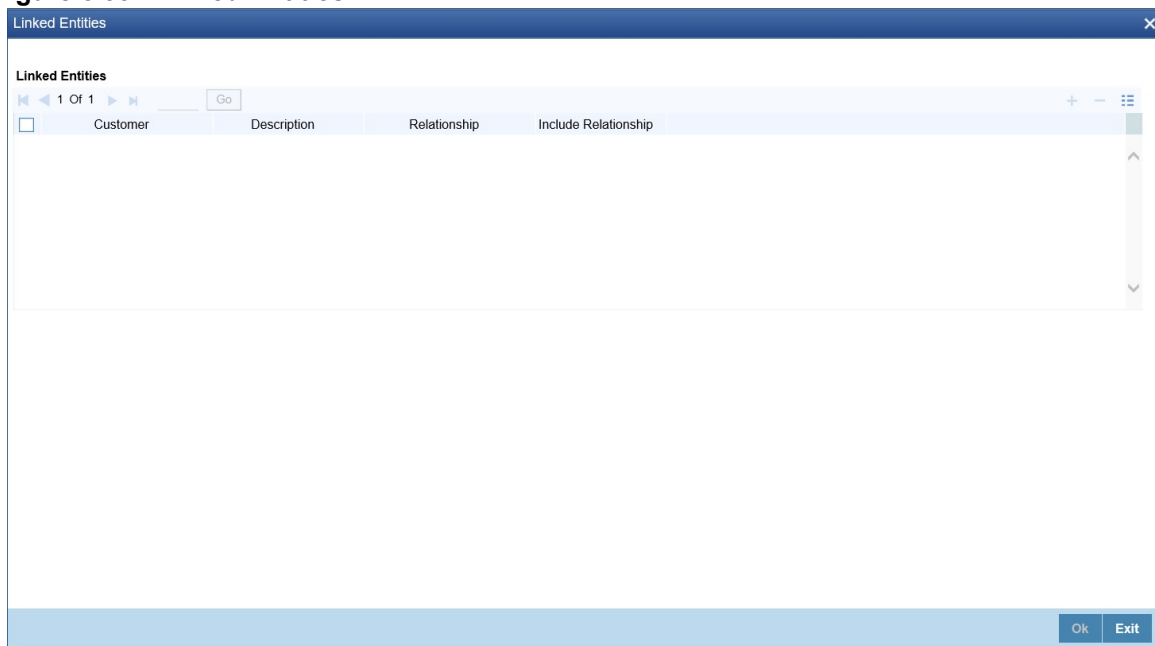 Linked Entities
Linked Entities
1 Of 1 Go
Customer Description Relationship Include Relationship
Ok Exit